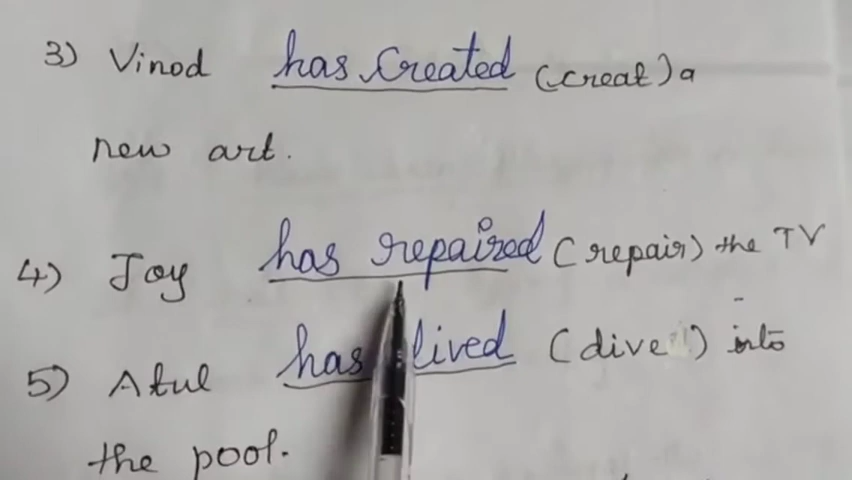 3) Vinod has created (creat) a
new art.
4) Joy has repaired (repair) the TV
5) Atul has lived (dive) into
the pool.